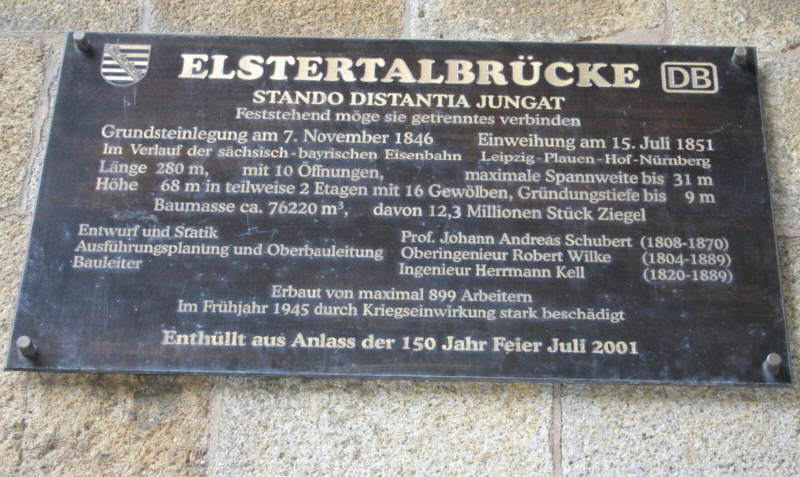 ELSTERTALBRÜCKE DB
STANDO DISTANTIA JUNGAT
Feststehend möge sie getrenntes verbinden
Grundsteinlegung am 7. November 1846 Einweihung am 15. Juli 1851
Im Verlauf der sächsisch-bayrischen Eisenbahn Leipzig-Plauen-Hof-Nürnberg
Länge 280 m, mit 10 Öffnungen, maximale Spannweite bis 31 m
Höhe 68 m in teilweise 2 Etagen mit 16 Gewölben, Gründungstiefe bis 9 m
Baumasse ca. 76220 m³, davon 12,3 Millionen Stück Ziegel
Entwurf und Statik Prof. Johann Andreas Schubert (1808-1870)
Ausführungsplanung und Oberbauleitung Oberingenieur Robert Wilke (1804-1889)
Bauleiter Ingenieur Herrmann Kell (1820-1889)
Erbaut von maximal 899 Arbeitern
Im Frühjahr 1945 durch Kriegseinwirkung stark beschädigt
Enthüllt aus Anlass der 150 Jahr Feier Juli 2001